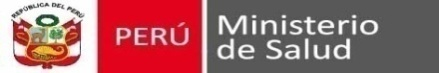 REPÚBLICA DEL PERÚ
PERÚ
Ministerio
de Salud